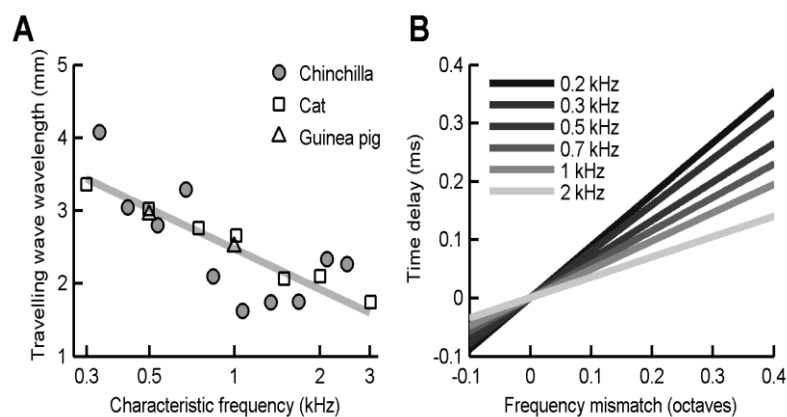 A
Travelling wave wavelength (mm)
5
4
3
2
1
Chinchilla
Cat
Guinea pig
0.3
0.5
1
2
3
Characteristic frequency (kHz)
B
Time delay (ms)
0.4
0.3
0.2
0.1
0
-0.1
0.2 kHz
0.3 kHz
0.5 kHz
0.7 kHz
1 kHz
2 kHz
-0.1
0
0.1
0.2
0.3
0.4
Frequency mismatch (octaves)